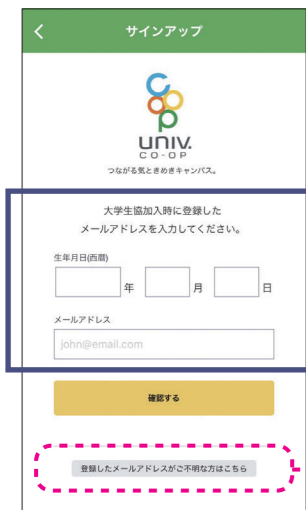 サインアップ
UNIV.
CO-OP
つながる気ときめきキャンパス。
大学生協加入時に登録した
メールアドレスを入力してください。
生年月日(西暦)
年 月 日
メールアドレス
john@email.com
確認する
登録したメールアドレスがご不明な方はこちら